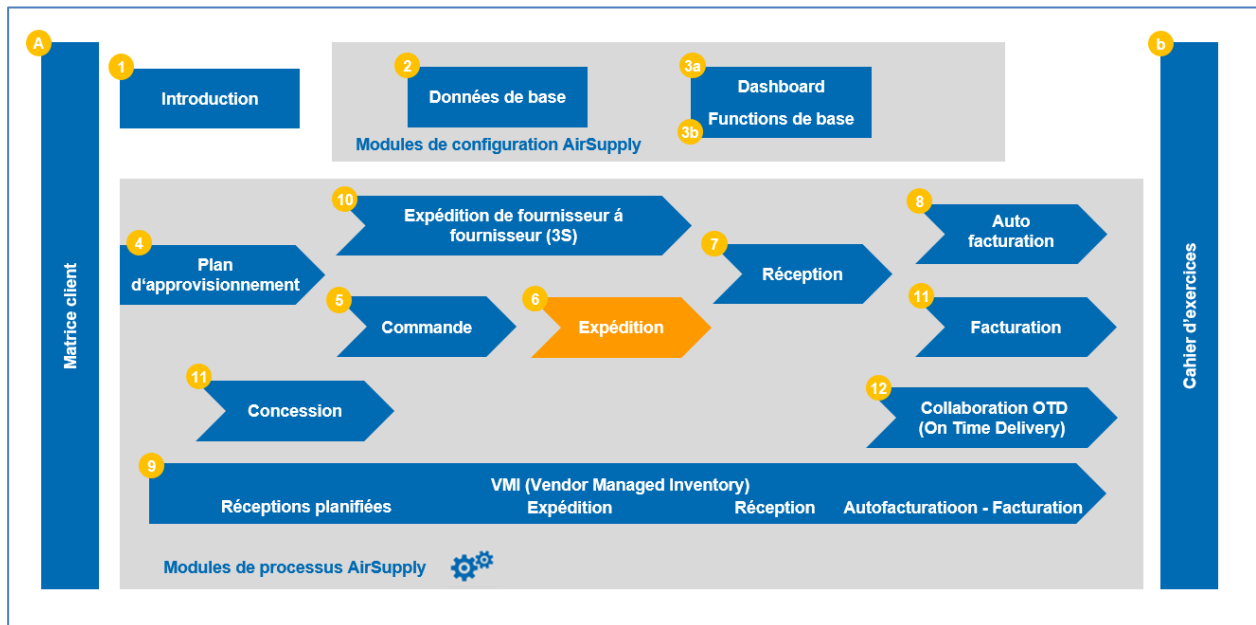 A
b
1
Introduction
2
Données de base
3a
Dashboard
Functions de base
3b
Modules de configuration AirSupply
Matrice client
Cahier d'exercices
10
Expédition de fournisseur á
fournisseur (3S)
8
Auto
facturation
4
Plan
d'approvisionnement
7
Réception
5
Commande
6
Expédition
11
Facturation
11
Concession
12
Collaboration OTD
(On Time Delivery)
9
VMI (Vendor Managed Inventory)
Réceptions planifiées
Expédition
Réception
Autofacturatioon - Facturation
Modules de processus AirSupply